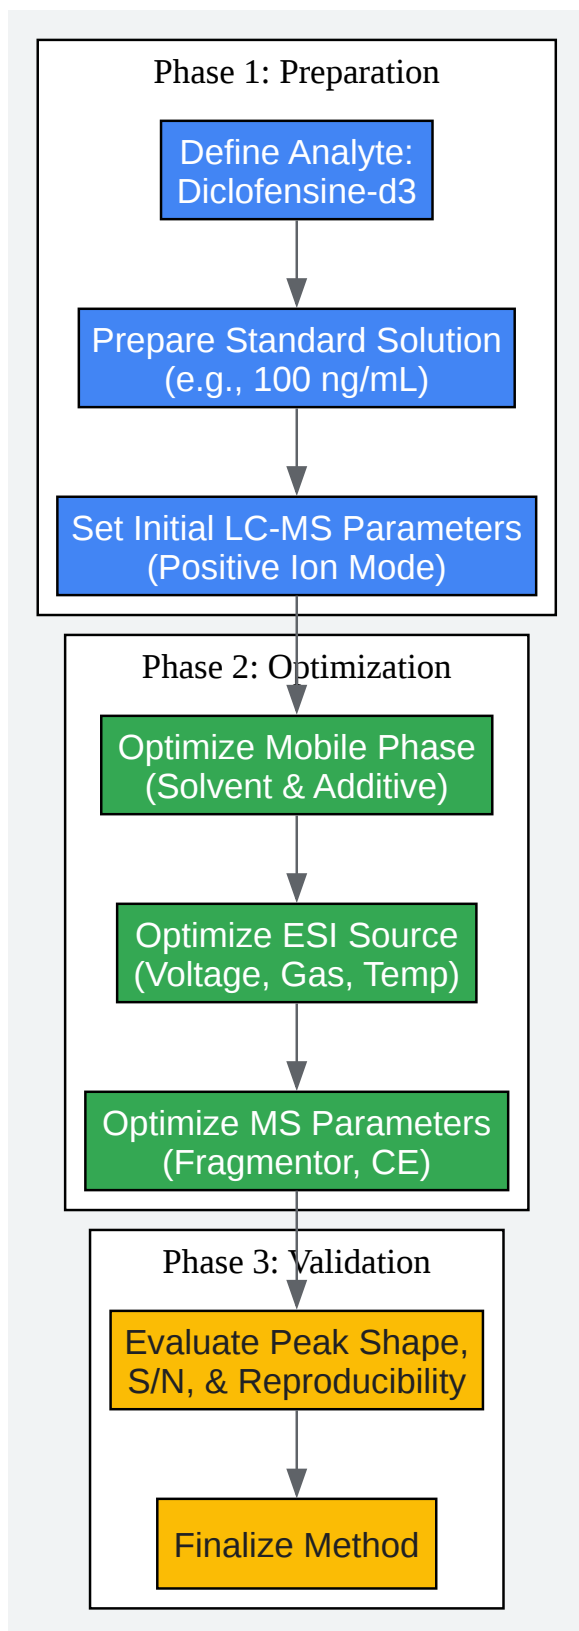 Phase 1: Preparation
Define Analyte:
Diclofensine-d3
Prepare Standard Solution
(e.g., 100 ng/mL)
Set Initial LC-MS Parameters
(Positive Ion Mode)
Phase 2: Optimization
Optimize Mobile Phase
(Solvent & Additive)
Optimize ESI Source
(Voltage, Gas, Temp)
Optimize MS Parameters
(Fragmentor, CE)
Phase 3: Validation
Evaluate Peak Shape,
S/N, & Reproducibility
Finalize Method